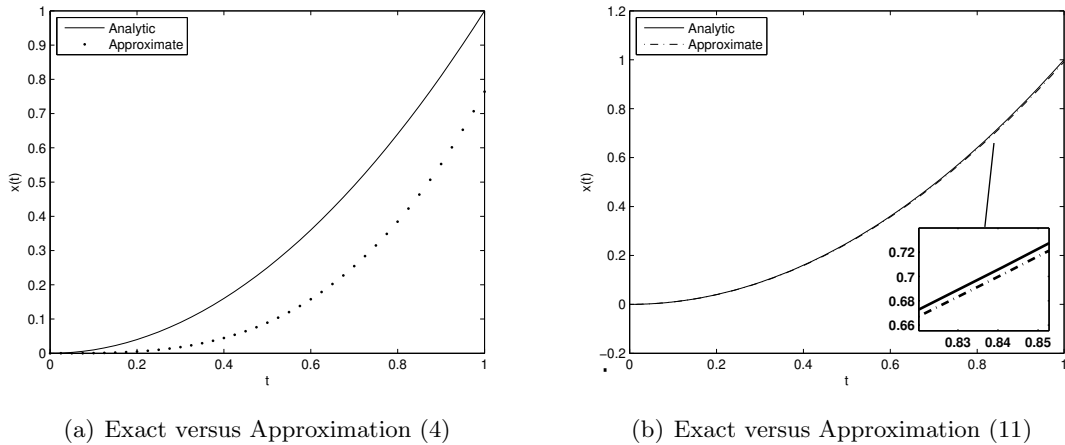 Analytic
Approximate
1
0.9
0.8
0.7
0.6
0.5
0.4
0.3
0.2
0.1
0
x(t)
0 0.2 0.4 0.6 0.8 1
t
(a) Exact versus Approximation (4)
Analytic
Approximate
1.2
1
0.8
0.6
0.4
0.2
0
−0.2
x(t)
0.72
0.7
0.68
0.66
0.83 0.84 0.85
0 0.2 0.4 0.6 0.8 1
t
(b) Exact versus Approximation (11)